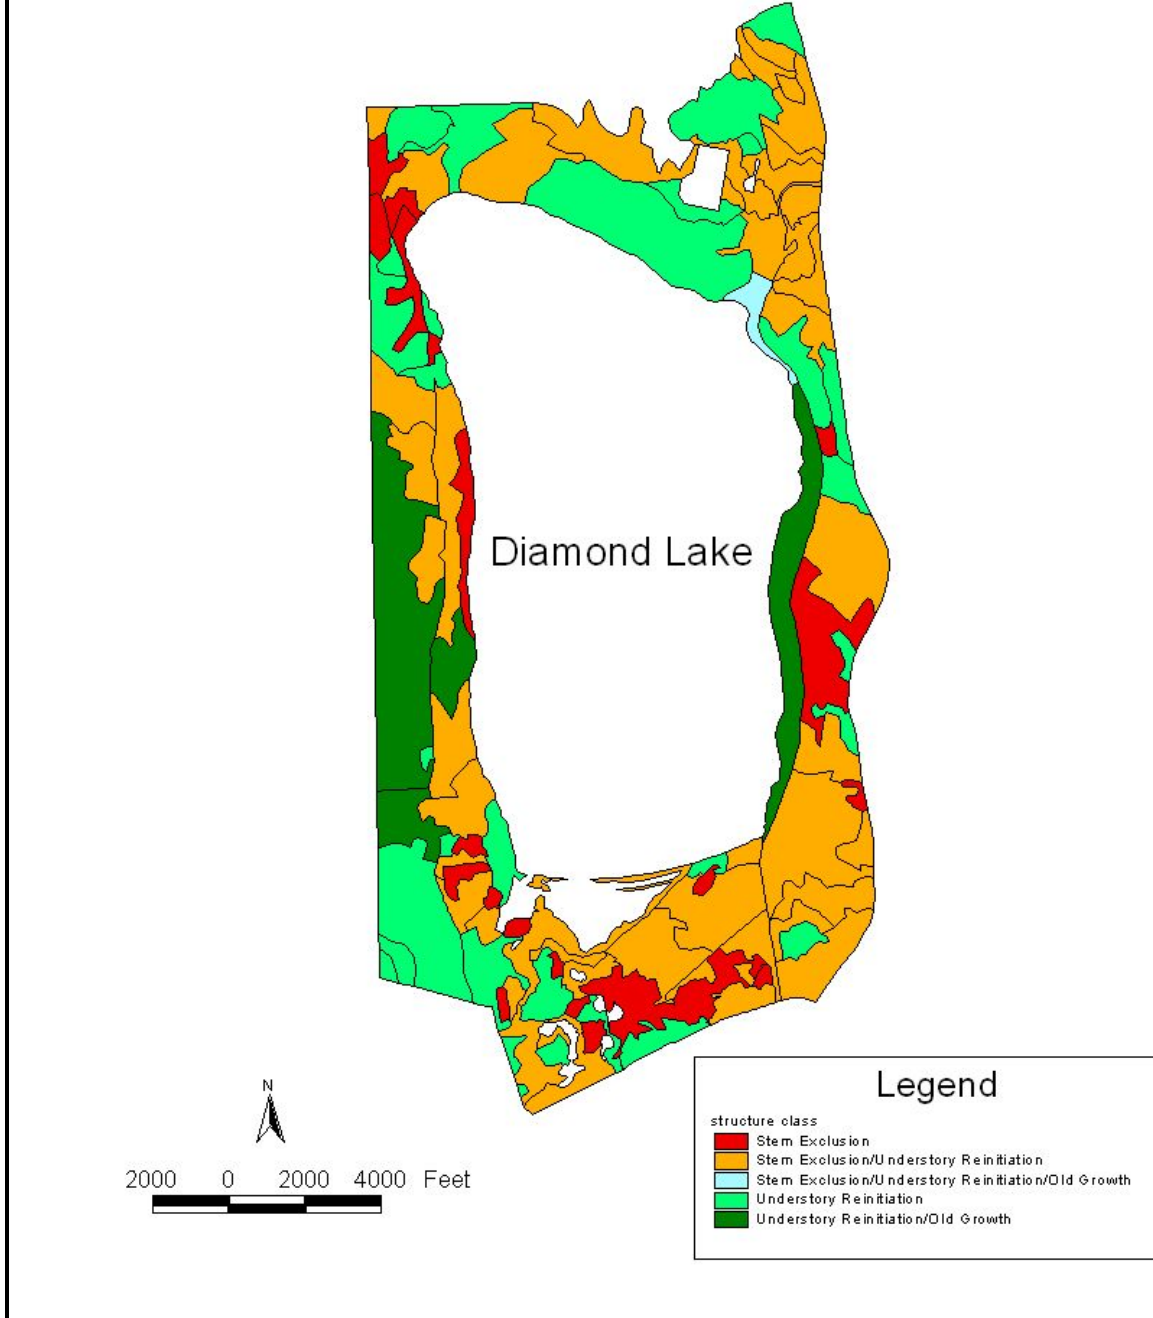 Diamond Lake
Legend
structure class
Stem Exclusion
Stem Exclusion/Understory Reinitiation
Stem Exclusion/Understory Reinitiation/Old Growth
Understory Reinitiation
Understory Reinitiation/Old Growth
N
2000 0 2000 4000 Feet